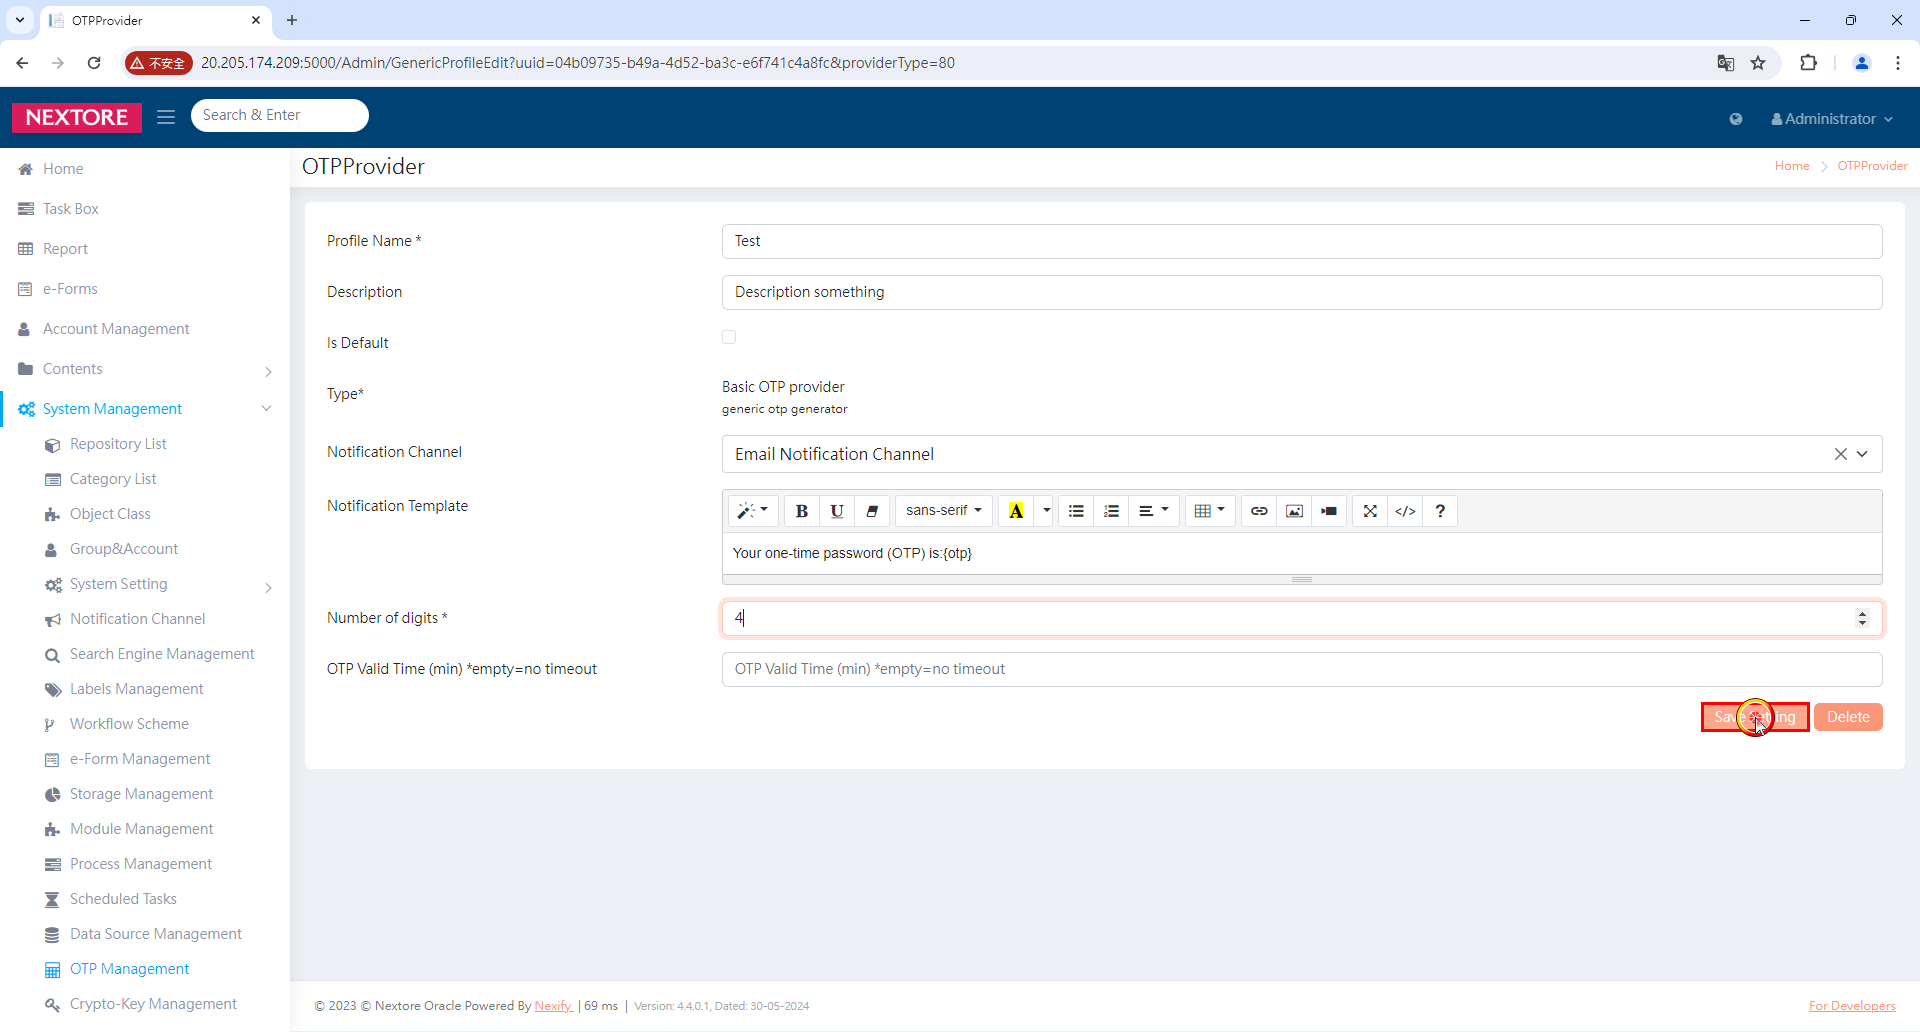 OTPProvider
不安全
20.205.174.209:5000/Admin/GenericProfileEdit?uuid=04b09735-b49a-4d52-ba3c-e6f741c4a8fc&providerType=80
NEXTORE
Search & Enter
Administrator
Home
Task Box
Report
e-Forms
Account Management
Contents
System Management
Repository List
Category List
Object Class
Group&Account
System Setting
Notification Channel
Search Engine Management
Labels Management
Workflow Scheme
e-Form Management
Storage Management
Module Management
Process Management
Scheduled Tasks
Data Source Management
OTP Management
Crypto-Key Management
OTPProvider
Home
OTPProvider
Profile Name *
Test
Description
Description something
Is Default
Type*
Basic OTP provider
generic otp generator
Notification Channel
Email Notification Channel
Notification Template
B U sans-serif A </> ?
Your one-time password (OTP) is:{otp}
Number of digits *
4
OTP Valid Time (min) *empty=no timeout
OTP Valid Time (min) *empty=no timeout
Save Setting
Delete
© 2023 © Nextore Oracle Powered By Nexify | 69 ms | Version: 4.4.0.1, Dated: 30-05-2024
For Developers